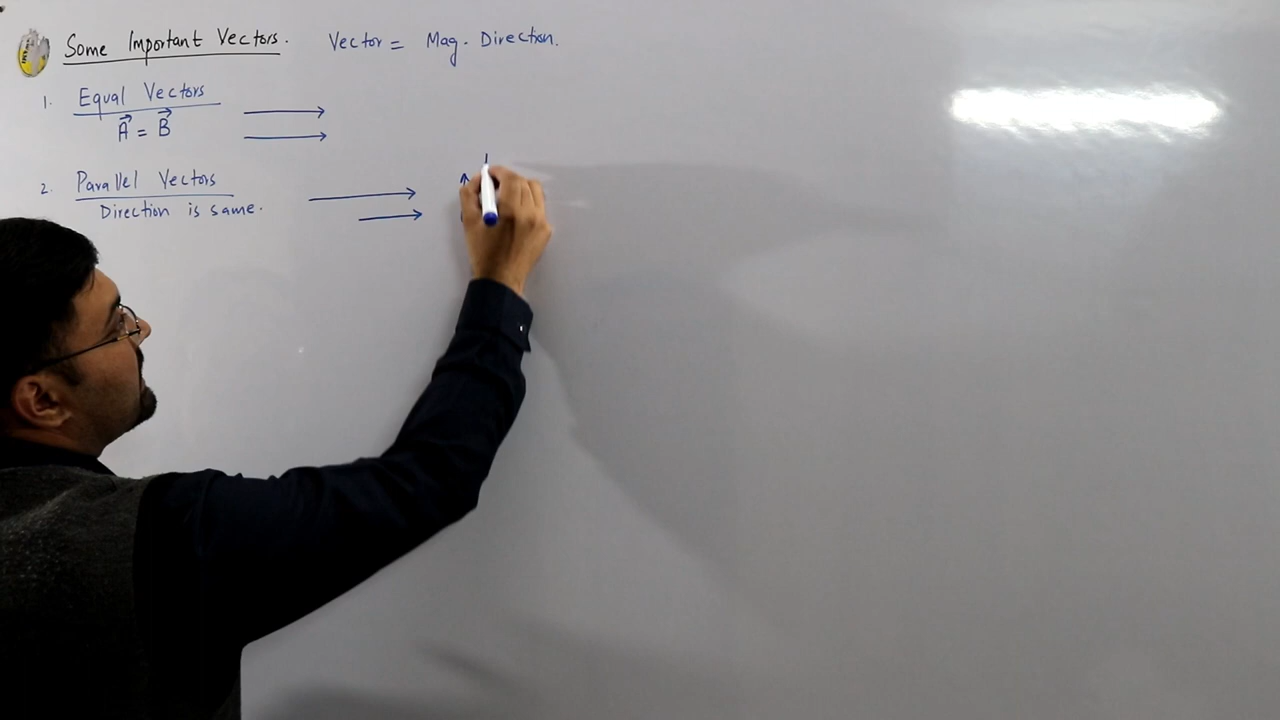 Some Important Vectors. Vector = Mag. Direction.
1. Equal Vectors
A⃗ = B⃗
2. Parallel Vectors
Direction is same.